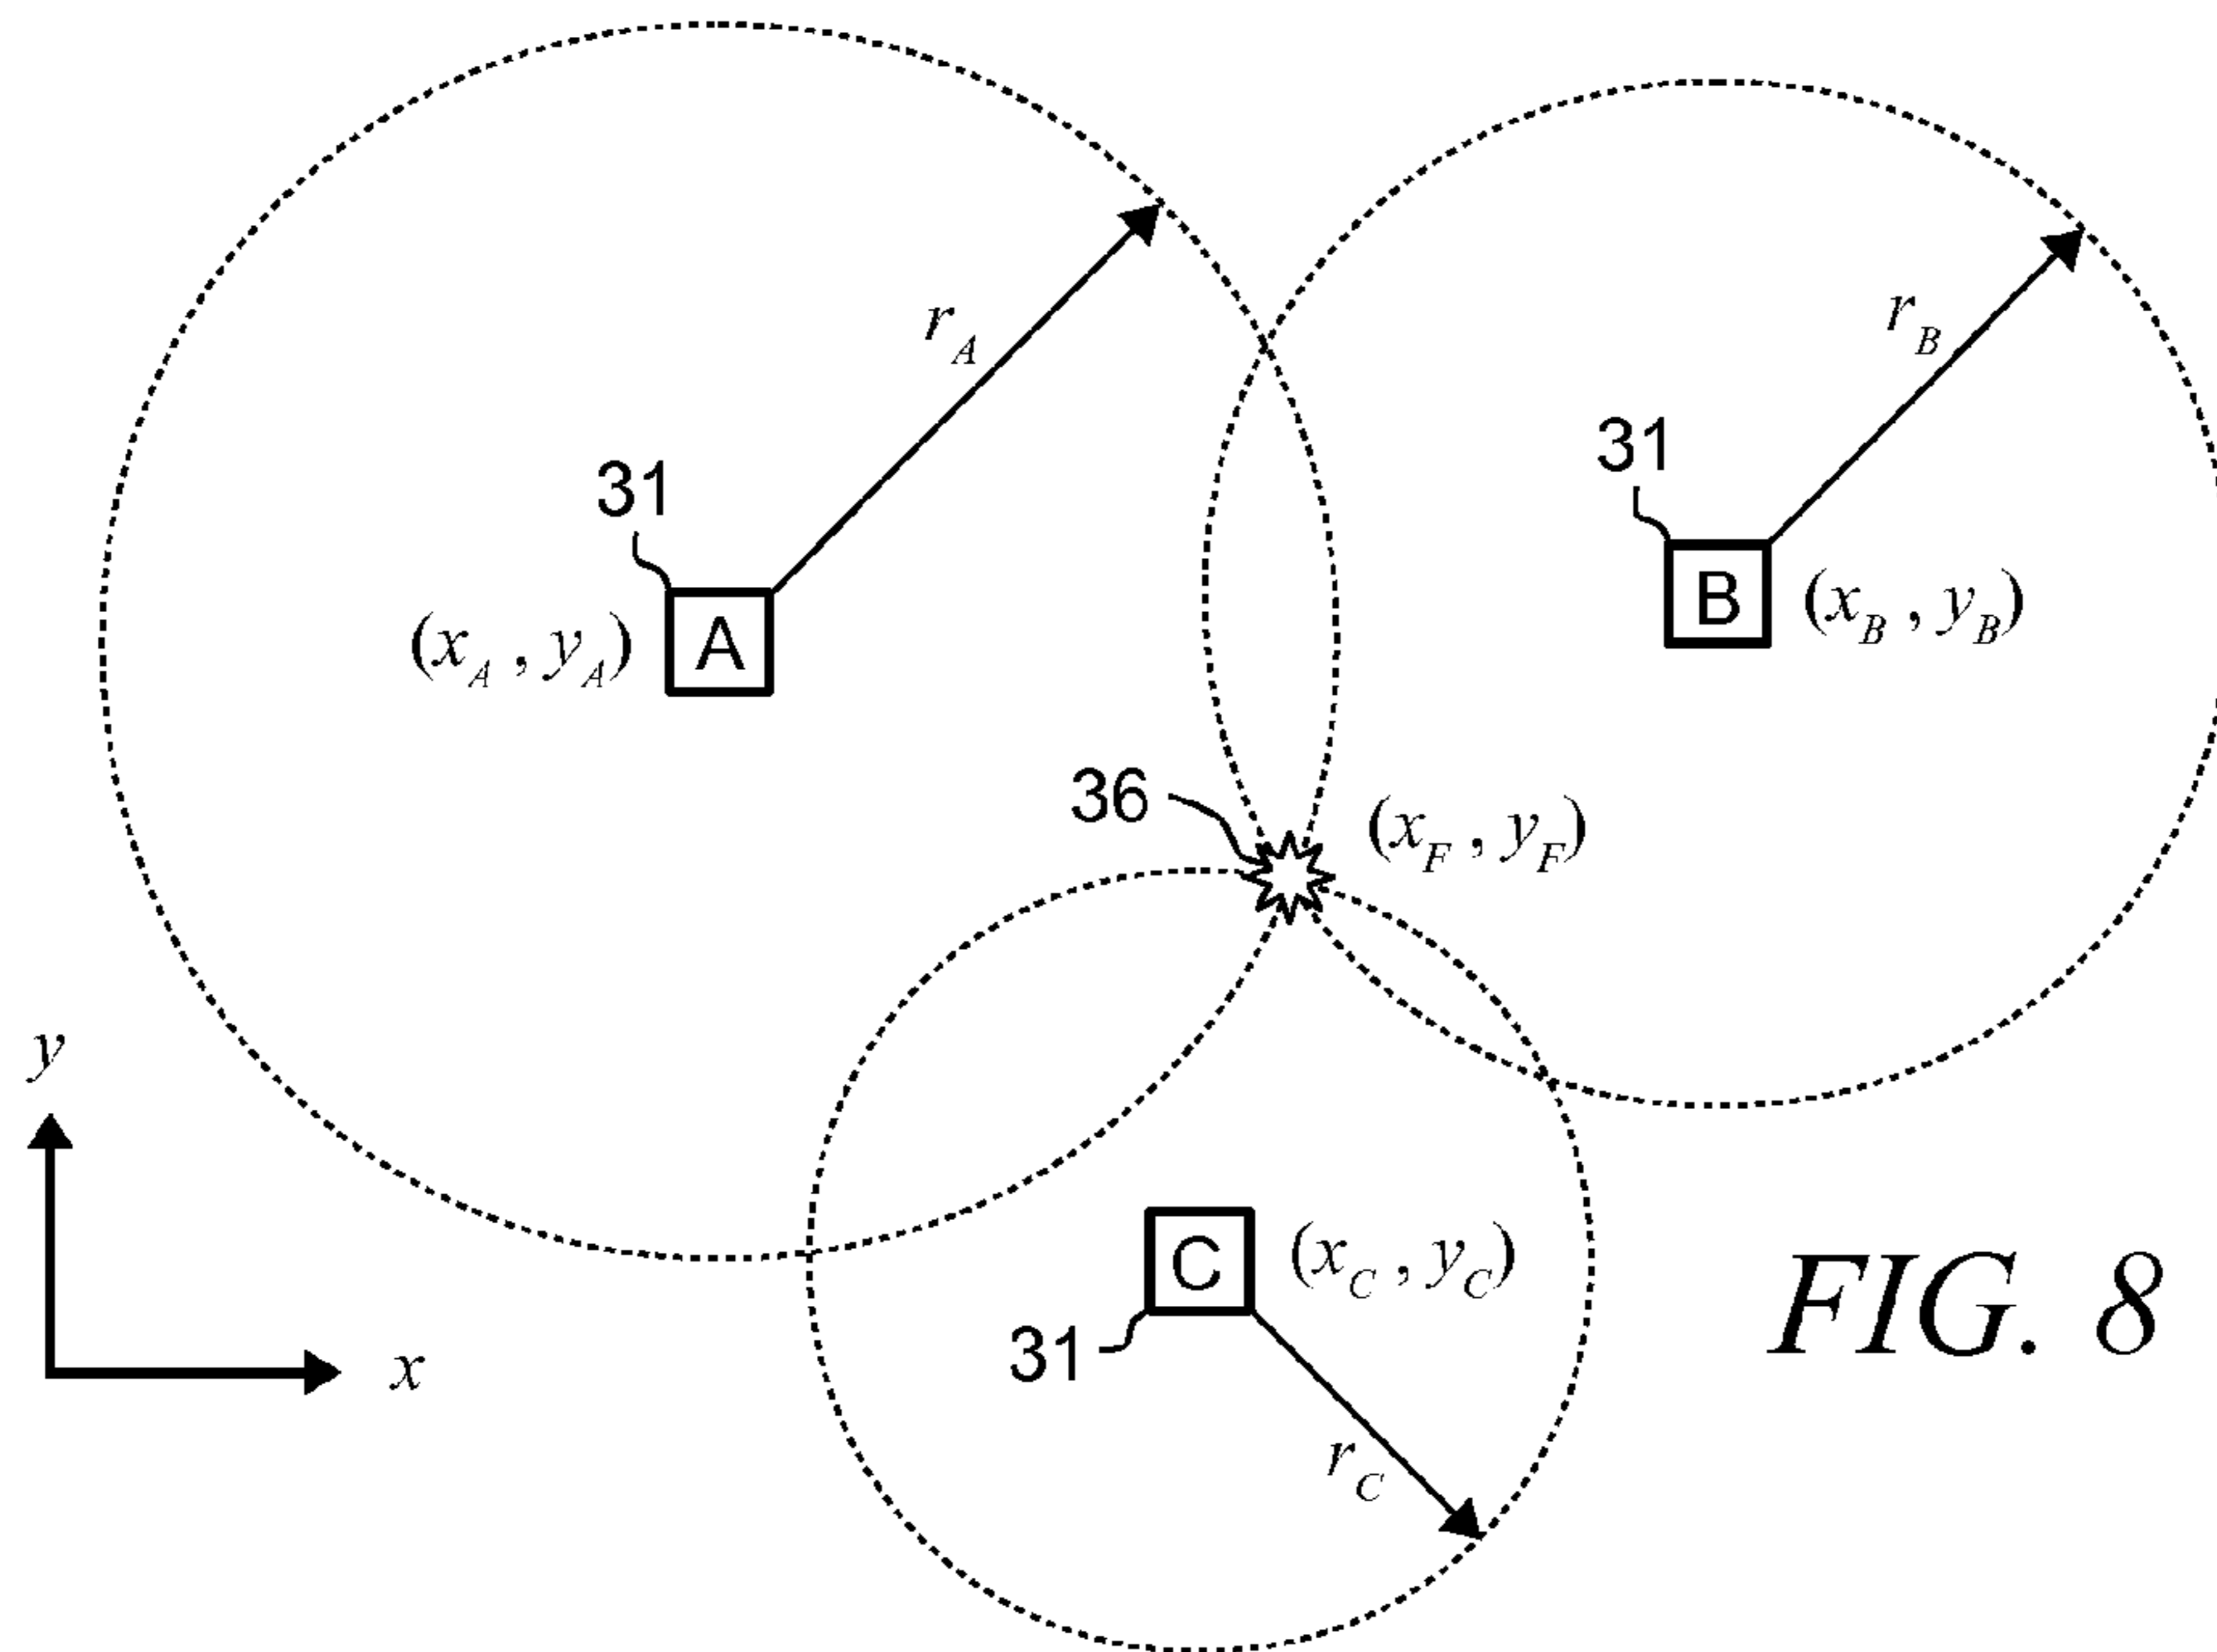 r_A
r_B
31
31
A
(x_A, y_A)
B
(x_B, y_B)
36
(x_F, y_F)
y
x
C
(x_C, y_C)
31
r_C
FIG. 8